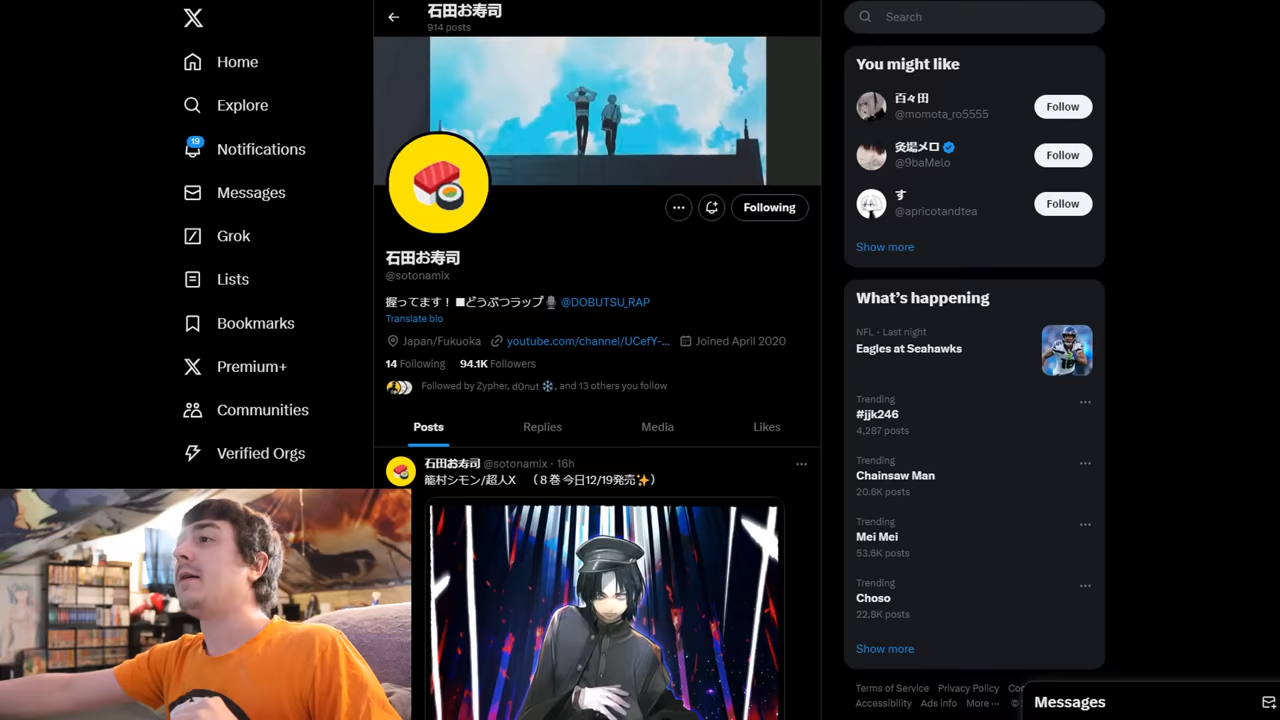 Home
Explore
19
Notifications
Messages
Grok
Lists
Bookmarks
Premium+
Communities
Verified Orgs
石田お寿司
914 posts
Following
石田お寿司
@sotonamix
握ってます！ ■どうぶつラップ🎙 @DOBUTSU_RAP
Translate bio
Japan/Fukuoka youtube.com/channel/UCefY-... Joined April 2020
14 Following 94.1K Followers
Followed by Zypher, d0nut ❄️, and 13 others you follow
Posts Replies Media Likes
石田お寿司 @sotonamix · 16h
籠村シモン/超人X （８巻 今日12/19発売✨）
Search
You might like
百々田
@momota_ro5555
Follow
灸場メロ
@9baMelo
Follow
す
@apricotandtea
Follow
Show more
What's happening
NFL · Last night
Eagles at Seahawks
Trending
#jjk246
4,287 posts
Trending
Chainsaw Man
20.6K posts
Trending
Mei Mei
53.6K posts
Trending
Choso
22.8K posts
Show more
Terms of Service Privacy Policy
Accessibility Ads info More ··· ©
Messages